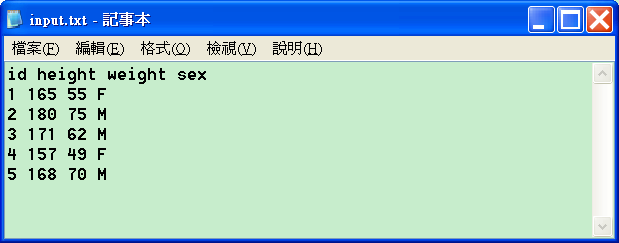 input.txt - 記事本
檔案(F) 編輯(E) 格式(O) 檢視(V) 說明(H)
id height weight sex
1 165 55 F
2 180 75 M
3 171 62 M
4 157 49 F
5 168 70 M